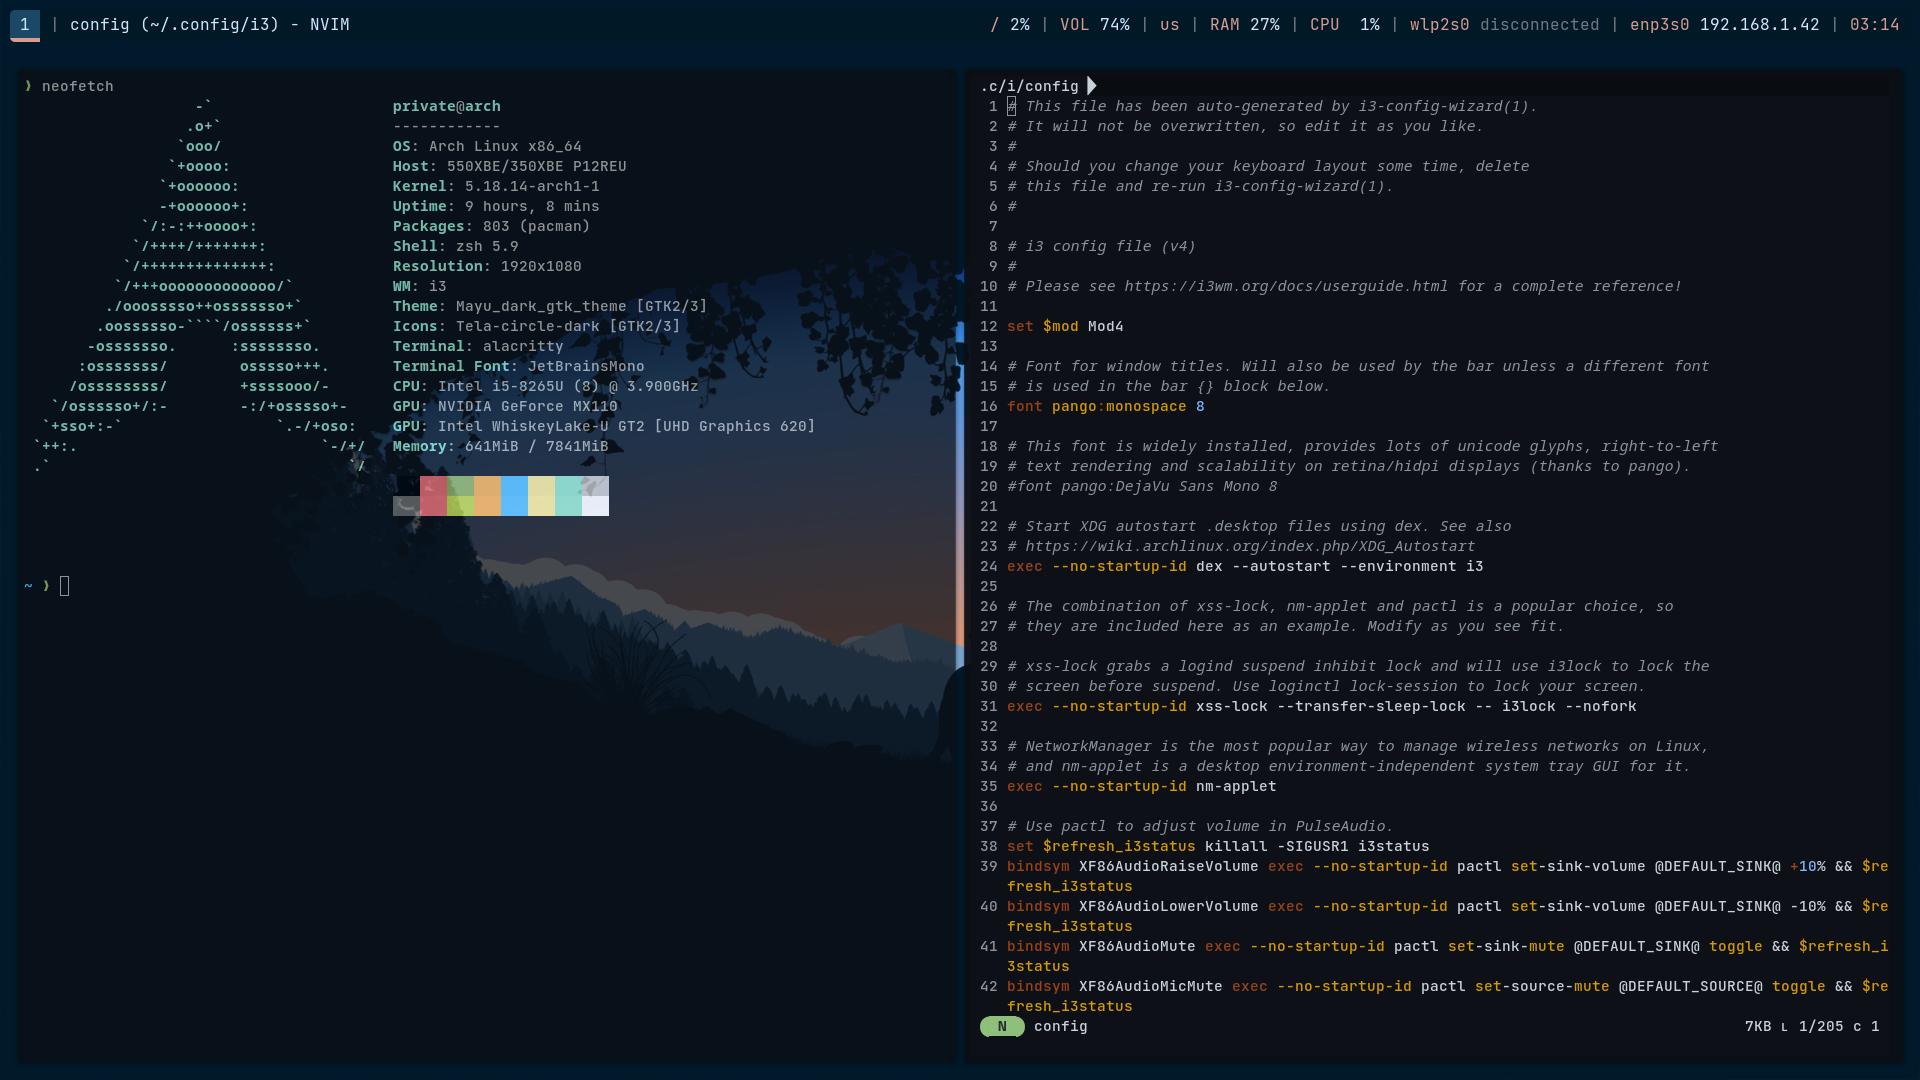 1 | config (~/.config/i3) - NVIM
/ 2% | VOL 74% | us | RAM 27% | CPU  1% | wlp2s0 disconnected | enp3s0 192.168.1.42 | 03:14
❯ neofetch
                   -`
                  .o+`
                 `ooo/
                `+oooo:
               `+oooooo:
               -+oooooo+:
             `/:-:++oooo+:
            `/++++/+++++++:
           `/++++++++++++++:
          `/+++ooooooooooooo/`
         ./ooosssso++osssssso+`
        .oossssso-````/ossssss+`
       -osssssso.      :ssssssso.
      :osssssss/        osssso+++.
     /ossssssss/        +ssssooo/-
   `/ossssso+/:-        -:/+osssso+-
  `+sso+:-`                 `.-/+oso:
 `++:.                           `-/+/
 .`                                 `/
private@arch
------------
OS: Arch Linux x86_64
Host: 550XBE/350XBE P12REU
Kernel: 5.18.14-arch1-1
Uptime: 9 hours, 8 mins
Packages: 803 (pacman)
Shell: zsh 5.9
Resolution: 1920x1080
WM: i3
Theme: Mayu_dark_gtk_theme [GTK2/3]
Icons: Tela-circle-dark [GTK2/3]
Terminal: alacritty
Terminal Font: JetBrainsMono
CPU: Intel i5-8265U (8) @ 3.900GHz
GPU: NVIDIA GeForce MX110
GPU: Intel WhiskeyLake-U GT2 [UHD Graphics 620]
Memory: 641MiB / 7841MiB
~ ❯
.c/i/config
1 # This file has been auto-generated by i3-config-wizard(1).
2 # It will not be overwritten, so edit it as you like.
3 #
4 # Should you change your keyboard layout some time, delete
5 # this file and re-run i3-config-wizard(1).
6 #
7
8 # i3 config file (v4)
9 #
10 # Please see https://i3wm.org/docs/userguide.html for a complete reference!
11
12 set $mod Mod4
13
14 # Font for window titles. Will also be used by the bar unless a different font
15 # is used in the bar {} block below.
16 font pango:monospace 8
17
18 # This font is widely installed, provides lots of unicode glyphs, right-to-left
19 # text rendering and scalability on retina/hidpi displays (thanks to pango).
20 #font pango:DejaVu Sans Mono 8
21
22 # Start XDG autostart .desktop files using dex. See also
23 # https://wiki.archlinux.org/index.php/XDG_Autostart
24 exec --no-startup-id dex --autostart --environment i3
25
26 # The combination of xss-lock, nm-applet and pactl is a popular choice, so
27 # they are included here as an example. Modify as you see fit.
28
29 # xss-lock grabs a logind suspend inhibit lock and will use i3lock to lock the
30 # screen before suspend. Use loginctl lock-session to lock your screen.
31 exec --no-startup-id xss-lock --transfer-sleep-lock -- i3lock --nofork
32
33 # NetworkManager is the most popular way to manage wireless networks on Linux,
34 # and nm-applet is a desktop environment-independent system tray GUI for it.
35 exec --no-startup-id nm-applet
36
37 # Use pactl to adjust volume in PulseAudio.
38 set $refresh_i3status killall -SIGUSR1 i3status
39 bindsym XF86AudioRaiseVolume exec --no-startup-id pactl set-sink-volume @DEFAULT_SINK@ +10% && $re
fresh_i3status
40 bindsym XF86AudioLowerVolume exec --no-startup-id pactl set-sink-volume @DEFAULT_SINK@ -10% && $re
fresh_i3status
41 bindsym XF86AudioMute exec --no-startup-id pactl set-sink-mute @DEFAULT_SINK@ toggle && $refresh_i
3status
42 bindsym XF86AudioMicMute exec --no-startup-id pactl set-source-mute @DEFAULT_SOURCE@ toggle && $re
fresh_i3status
N config
7KB ʟ 1/205 c 1